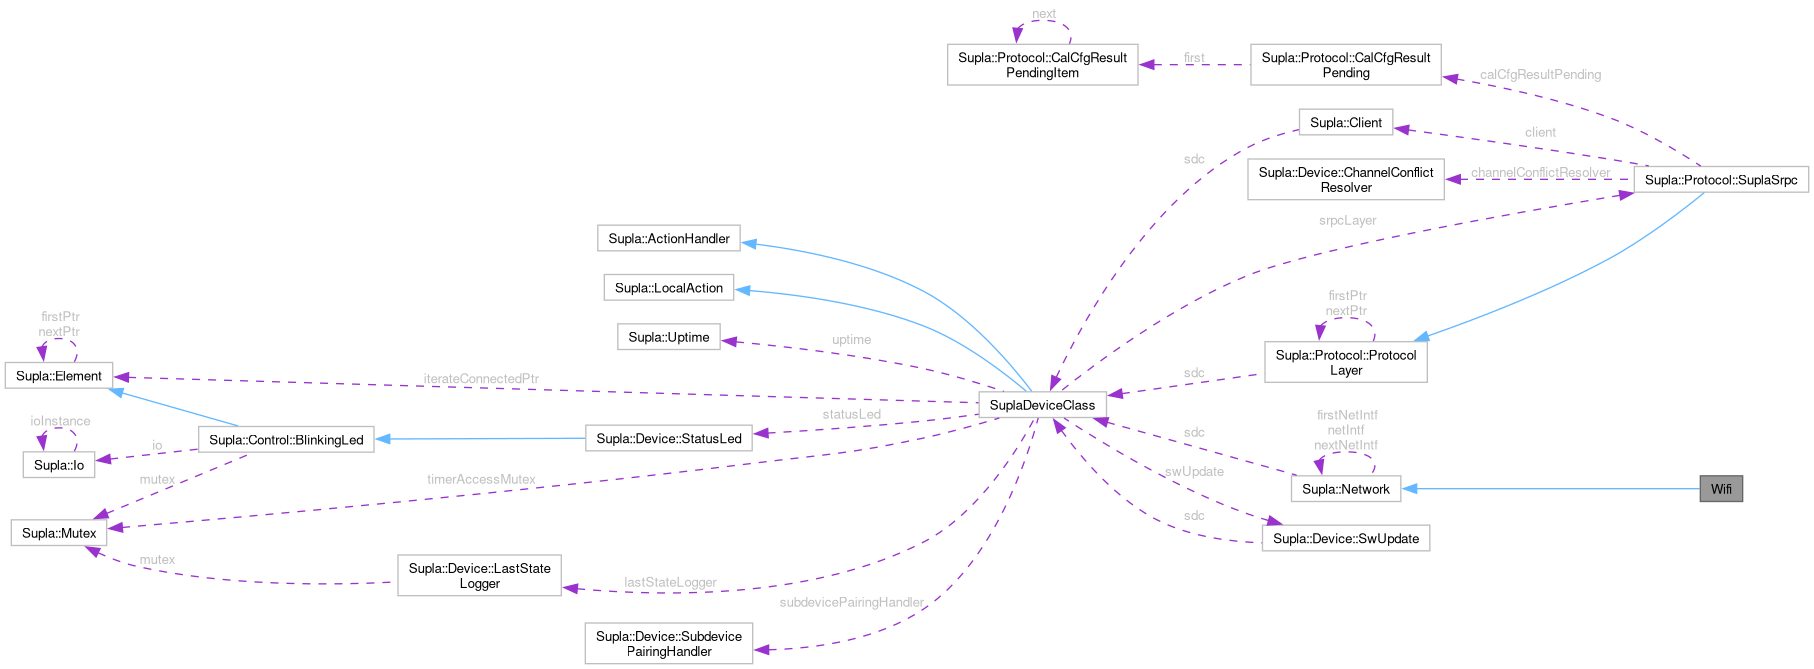 next
Supla::Protocol::CalCfgResult
PendingItem
first
Supla::Protocol::CalCfgResult
Pending
calCfgResultPending
Supla::Client
client
sdc
Supla::Device::ChannelConflict
Resolver
channelConflictResolver
Supla::Protocol::SuplaSrpc
srpcLayer
Supla::ActionHandler
Supla::LocalAction
firstPtr
nextPtr
Supla::Uptime
uptime
firstPtr
nextPtr
Supla::Protocol::Protocol
Layer
Supla::Element
iterateConnectedPtr
sdc
SuplaDeviceClass
statusLed
ioInstance
Supla::Control::BlinkingLed
Supla::Device::StatusLed
io
Supla::Io
firstNetIntf
netIntf
nextNetIntf
sdc
swUpdate
Supla::Network
Wifi
mutex
timerAccessMutex
sdc
Supla::Mutex
Supla::Device::SwUpdate
mutex
Supla::Device::LastState
Logger
lastStateLogger
subdevicePairingHandler
Supla::Device::Subdevice
PairingHandler